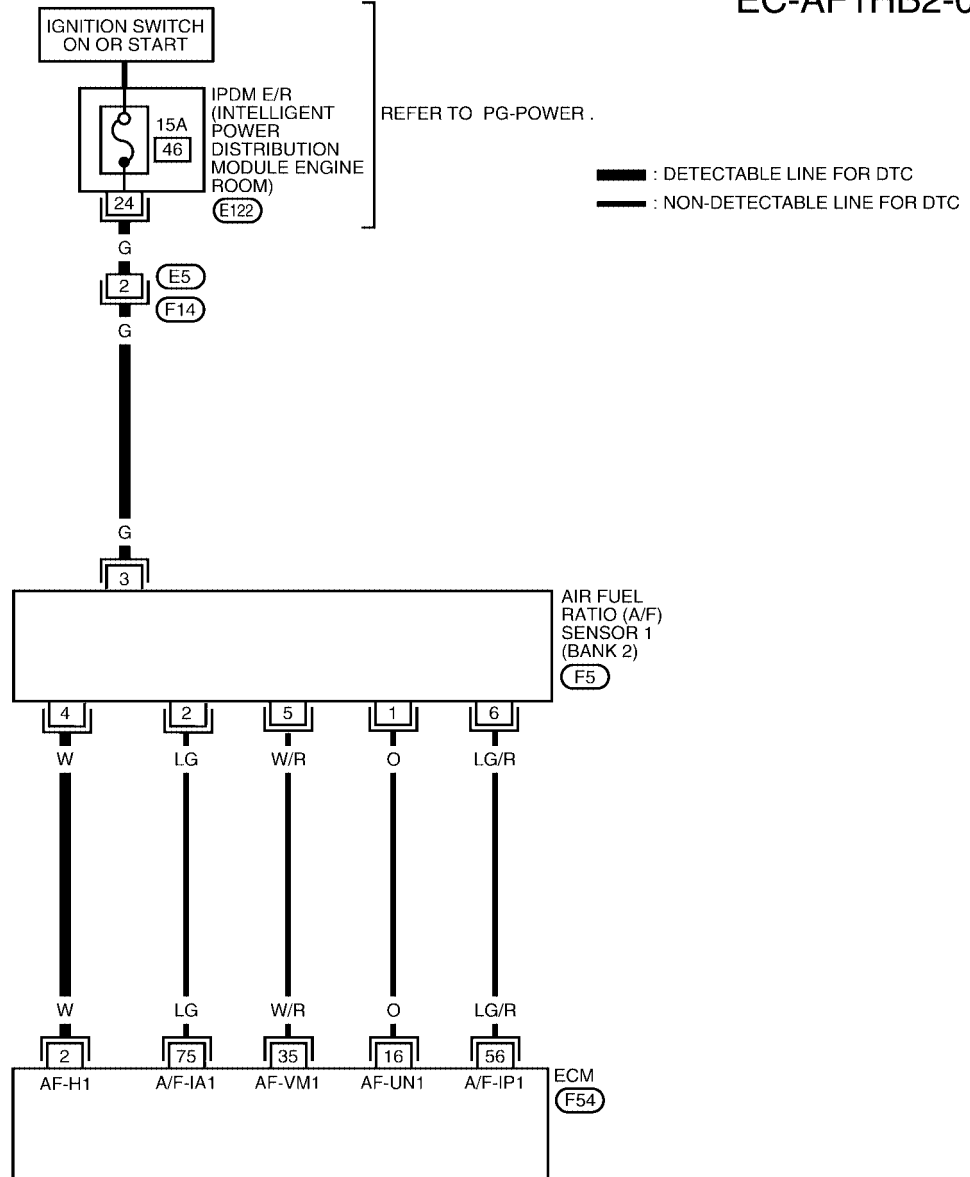 EC-AF1HB2-0
IGNITION SWITCH
ON OR START
IPDM E/R
(INTELLIGENT
POWER
DISTRIBUTION
MODULE ENGINE
ROOM)
E122
15A
46
REFER TO PG-POWER .
: DETECTABLE LINE FOR DTC
: NON-DETECTABLE LINE FOR DTC
24
G
2
E5
F14
G
G
3
AIR FUEL
RATIO (A/F)
SENSOR 1
(BANK 2)
F5
4 2 5 1 6
W LG W/R O LG/R
W LG W/R O LG/R
2 75 35 16 56
AF-H1 A/F-IA1 AF-VM1 AF-UN1 A/F-IP1
ECM
F54